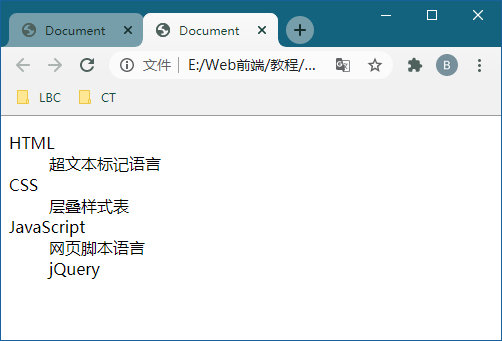 Document
Document
文件
E:/Web前端/教程/...
B
LBC
CT
HTML
超文本标记语言
CSS
层叠样式表
JavaScript
网页脚本语言
jQuery